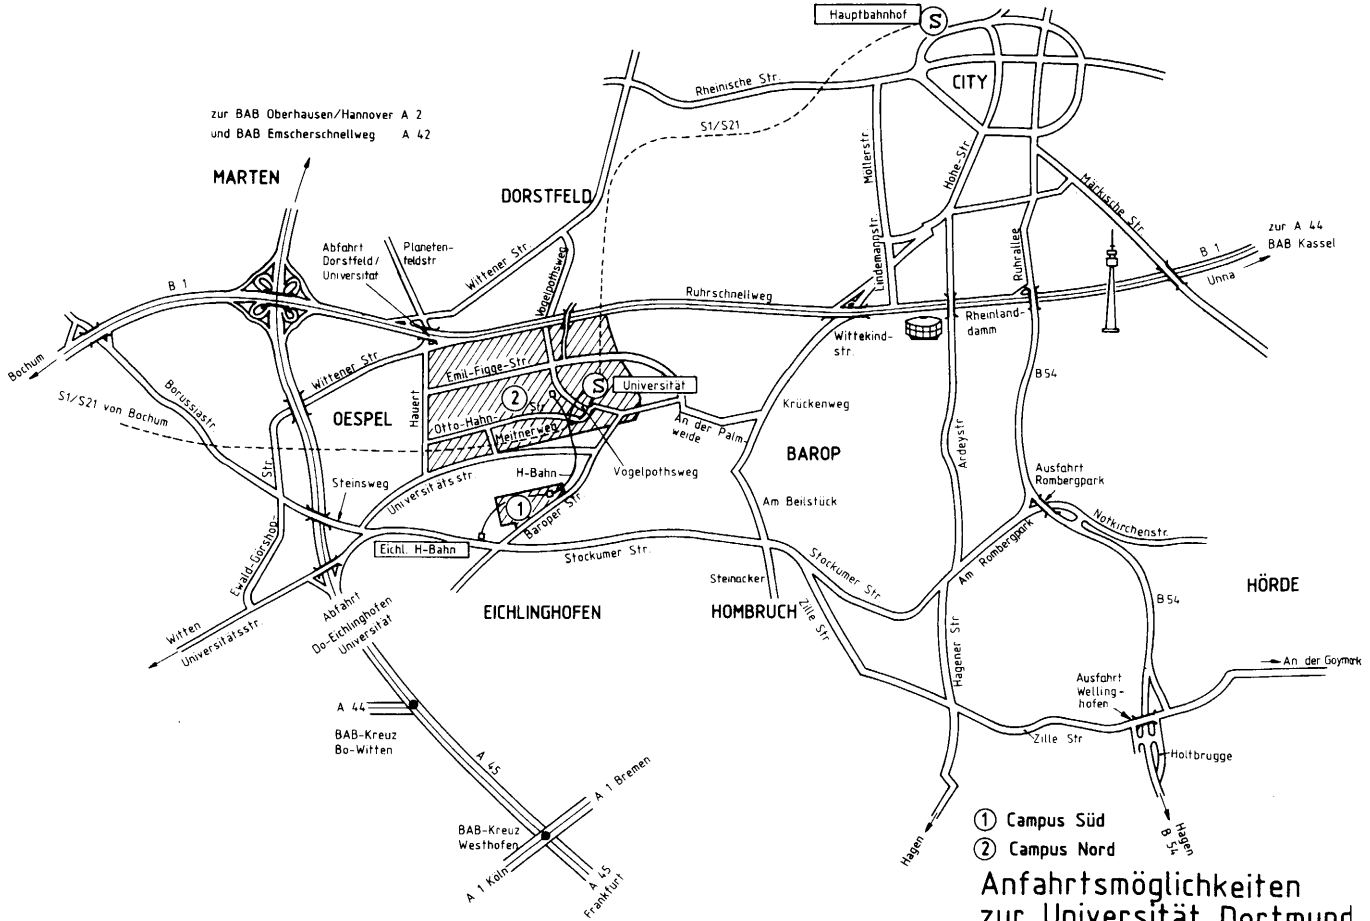 Hauptbahnhof
S
CITY
Rheinische Str.
S1/S21
zur BAB Oberhausen/Hannover A 2
und BAB Emscherschnellweg A 42
MARTEN
DORSTFELD
Möllerstr.
Hohe-Str
Märkische Str.
Abfahrt
Dorstfeld/
Universitat
Planeten-
feldstr
Wittener Str.
Vogelpothsweg
Lindemannstr.
Ruhrallee
zur A 44
BAB Kassel
B 1
Unna
B 1
Ruhrschnellweg
Rheinland-
damm
Wittekind-
str.
Bochum
S1/S21 von Bochum
Borussiastr
Wittener Str
OESPEL
Hauert
Emil-Figge-Str
2
S
Universität
Otto-Hahn-
Str
Meitnerweg
An der Palm-
weide
Krückenweg
BAROP
B 54
Ardeystr
Ausfahrt
Rombergpark
Vogelpothsweg
H-Bahn
Universitäts str
Steinsweg
1
Baroper Str.
Am Beilstück
Notkirchenstr.
Eichl. H-Bahn
Stockumer Str.
Stockumer Str
Am Rombergpark
Ewald-Görshop-
Str.
Steinäcker
HOMBRUCH
EICHLINGHOFEN
HÖRDE
B 54
Zille Str
Hagener Str
Witten
Universitätsstr.
Abfahrt
Do-Eichlinghofen
Universität
An der Goymark
Ausfahrt
Welling-
hofen
A 44
BAB-Kreuz
Bo-Witten
A 45
Zille Str
Holtbrugge
A 1 Bremen
BAB-Kreuz
Westhofen
A 1 Köln
A 45
Frankfurt
Hagen
Hagen
B 54
1 Campus Süd
2 Campus Nord
Anfahrtsmöglichkeiten
zur Universität Dortmund